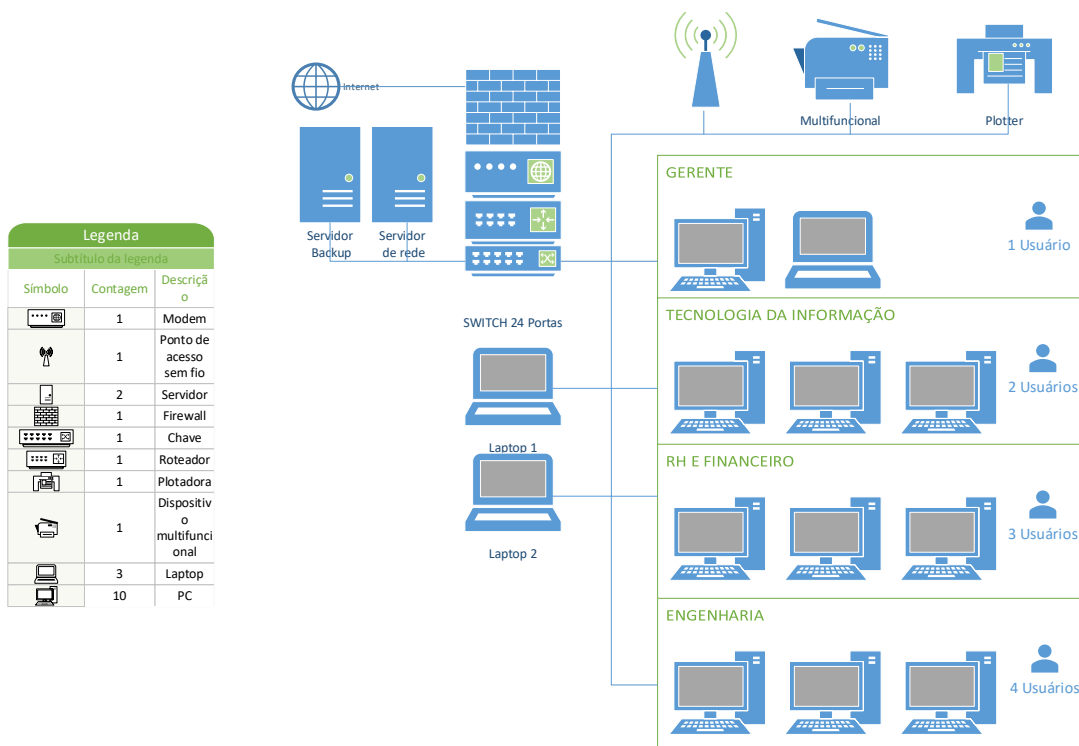 Internet
Servidor
Backup
Servidor
de rede
SWITCH 24 Portas
Laptop 1
Laptop 2
Multifuncional
Plotter
GERENTE
1 Usuário
TECNOLOGIA DA INFORMAÇÃO
2 Usuários
RH E FINANCEIRO
3 Usuários
ENGENHARIA
4 Usuários
Legenda
Subtítulo da legenda
Símbolo Contagem Descriçã
o
1 Modem
Ponto de
1 acesso
sem fio
2 Servidor
1 Firewall
1 Chave
1 Roteador
1 Plotadora
Dispositiv
o
1 multifunci
onal
3 Laptop
10 PC